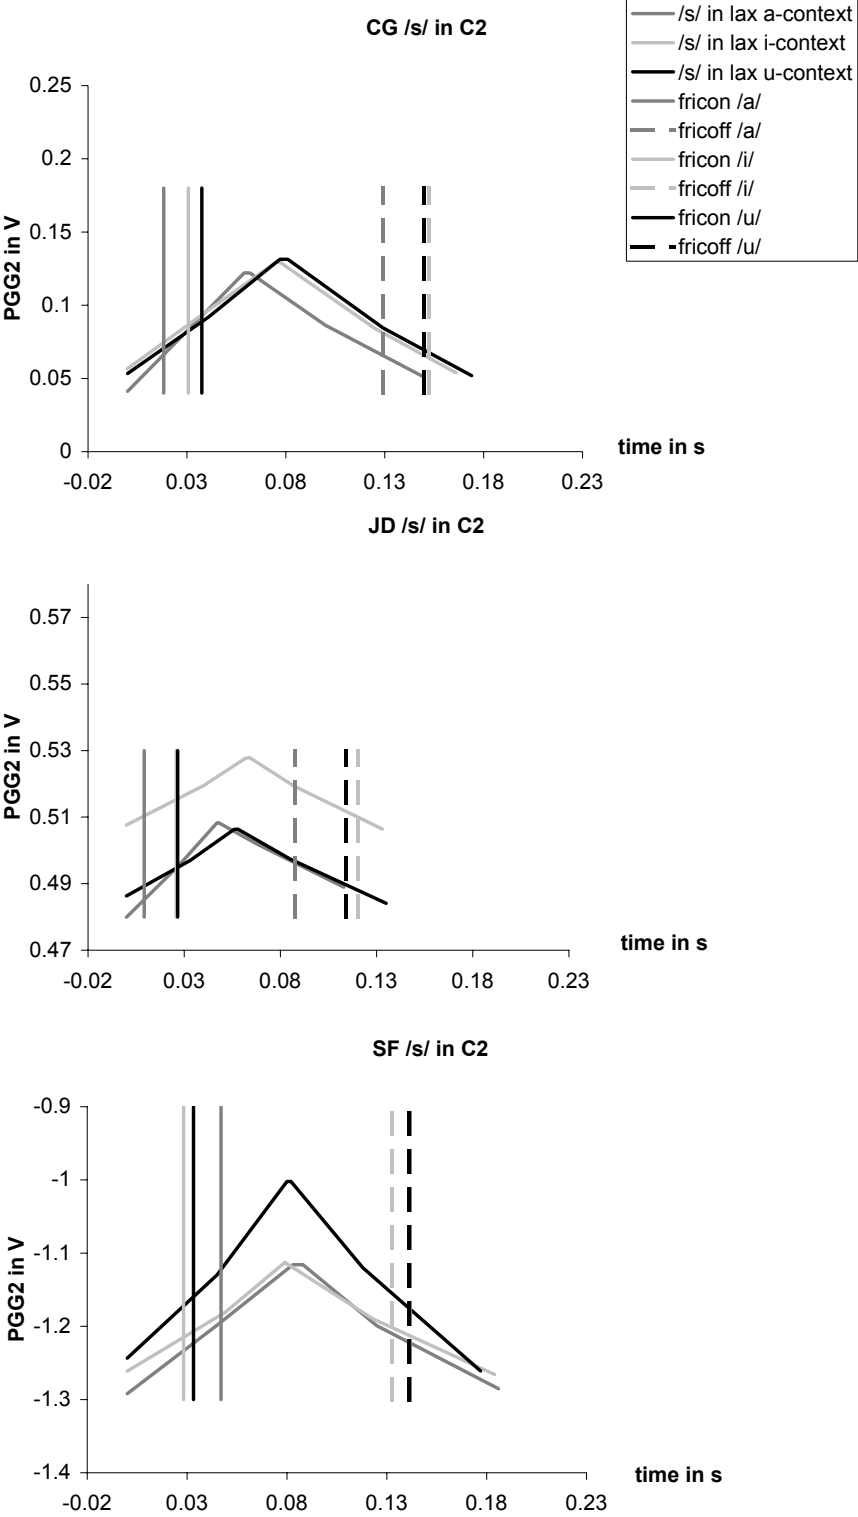 CG /s/ in C2
/s/ in lax a-context
/s/ in lax i-context
/s/ in lax u-context
fricon /a/
fricoff /a/
fricon /i/
fricoff /i/
fricon /u/
fricoff /u/
PGG2 in V
0.25
0.2
0.15
0.1
0.05
0
-0.02 0.03 0.08 0.13 0.18 0.23
time in s
JD /s/ in C2
PGG2 in V
0.57
0.55
0.53
0.51
0.49
0.47
-0.02 0.03 0.08 0.13 0.18 0.23
time in s
SF /s/ in C2
PGG2 in V
-0.9
-1
-1.1
-1.2
-1.3
-1.4
-0.02 0.03 0.08 0.13 0.18 0.23
time in s